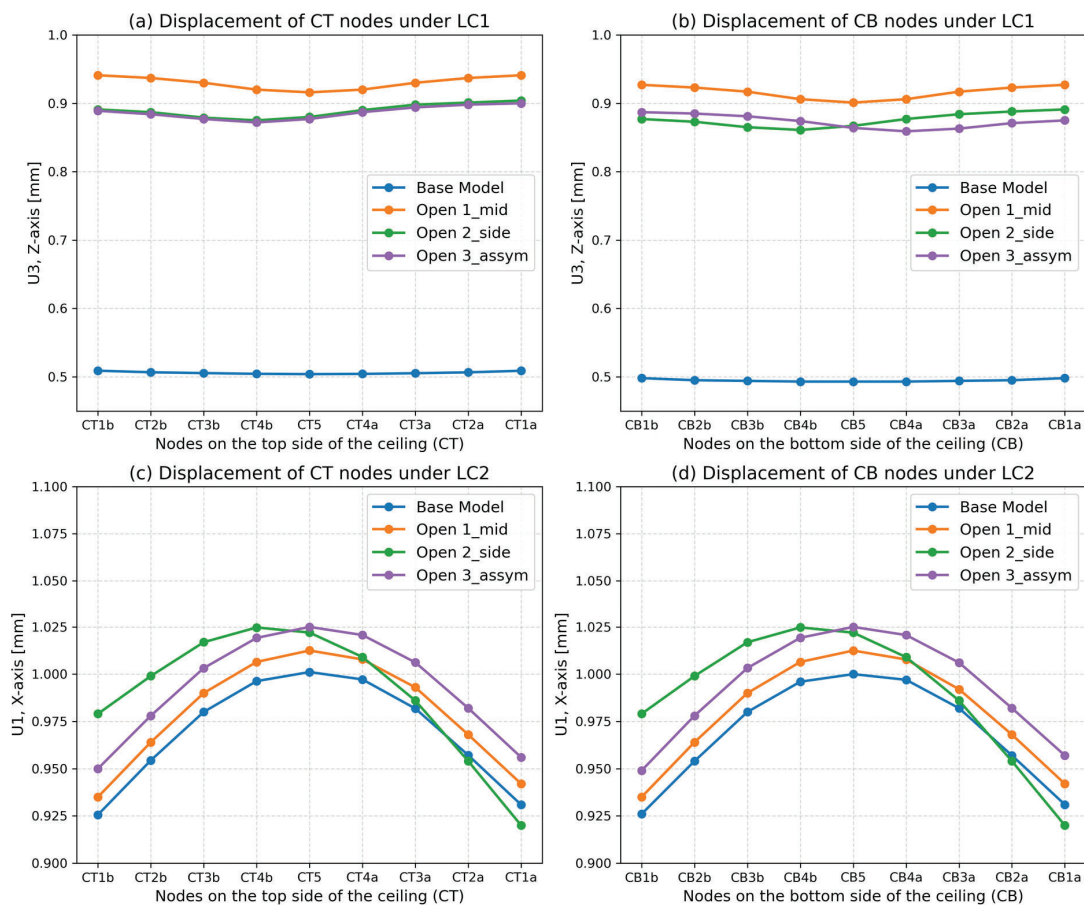 (a) Displacement of CT nodes under LC1
U3, Z-axis [mm]
1.0
0.9
0.8
0.7
0.6
0.5
Base Model
Open 1_mid
Open 2_side
Open 3_assym
CT1b CT2b CT3b CT4b CT5 CT4a CT3a CT2a CT1a
Nodes on the top side of the ceiling (CT)
(b) Displacement of CB nodes under LC1
U3, Z-axis [mm]
1.0
0.9
0.8
0.7
0.6
0.5
Base Model
Open 1_mid
Open 2_side
Open 3_assym
CB1b CB2b CB3b CB4b CB5 CB4a CB3a CB2a CB1a
Nodes on the bottom side of the ceiling (CB)
(c) Displacement of CT nodes under LC2
U1, X-axis [mm]
1.100
1.075
1.050
1.025
1.000
0.975
0.950
0.925
0.900
Base Model
Open 1_mid
Open 2_side
Open 3_assym
CT1b CT2b CT3b CT4b CT5 CT4a CT3a CT2a CT1a
Nodes on the top side of the ceiling (CT)
(d) Displacement of CB nodes under LC2
U1, X-axis [mm]
1.100
1.075
1.050
1.025
1.000
0.975
0.950
0.925
0.900
Base Model
Open 1_mid
Open 2_side
Open 3_assym
CB1b CB2b CB3b CB4b CB5 CB4a CB3a CB2a CB1a
Nodes on the bottom side of the ceiling (CB)